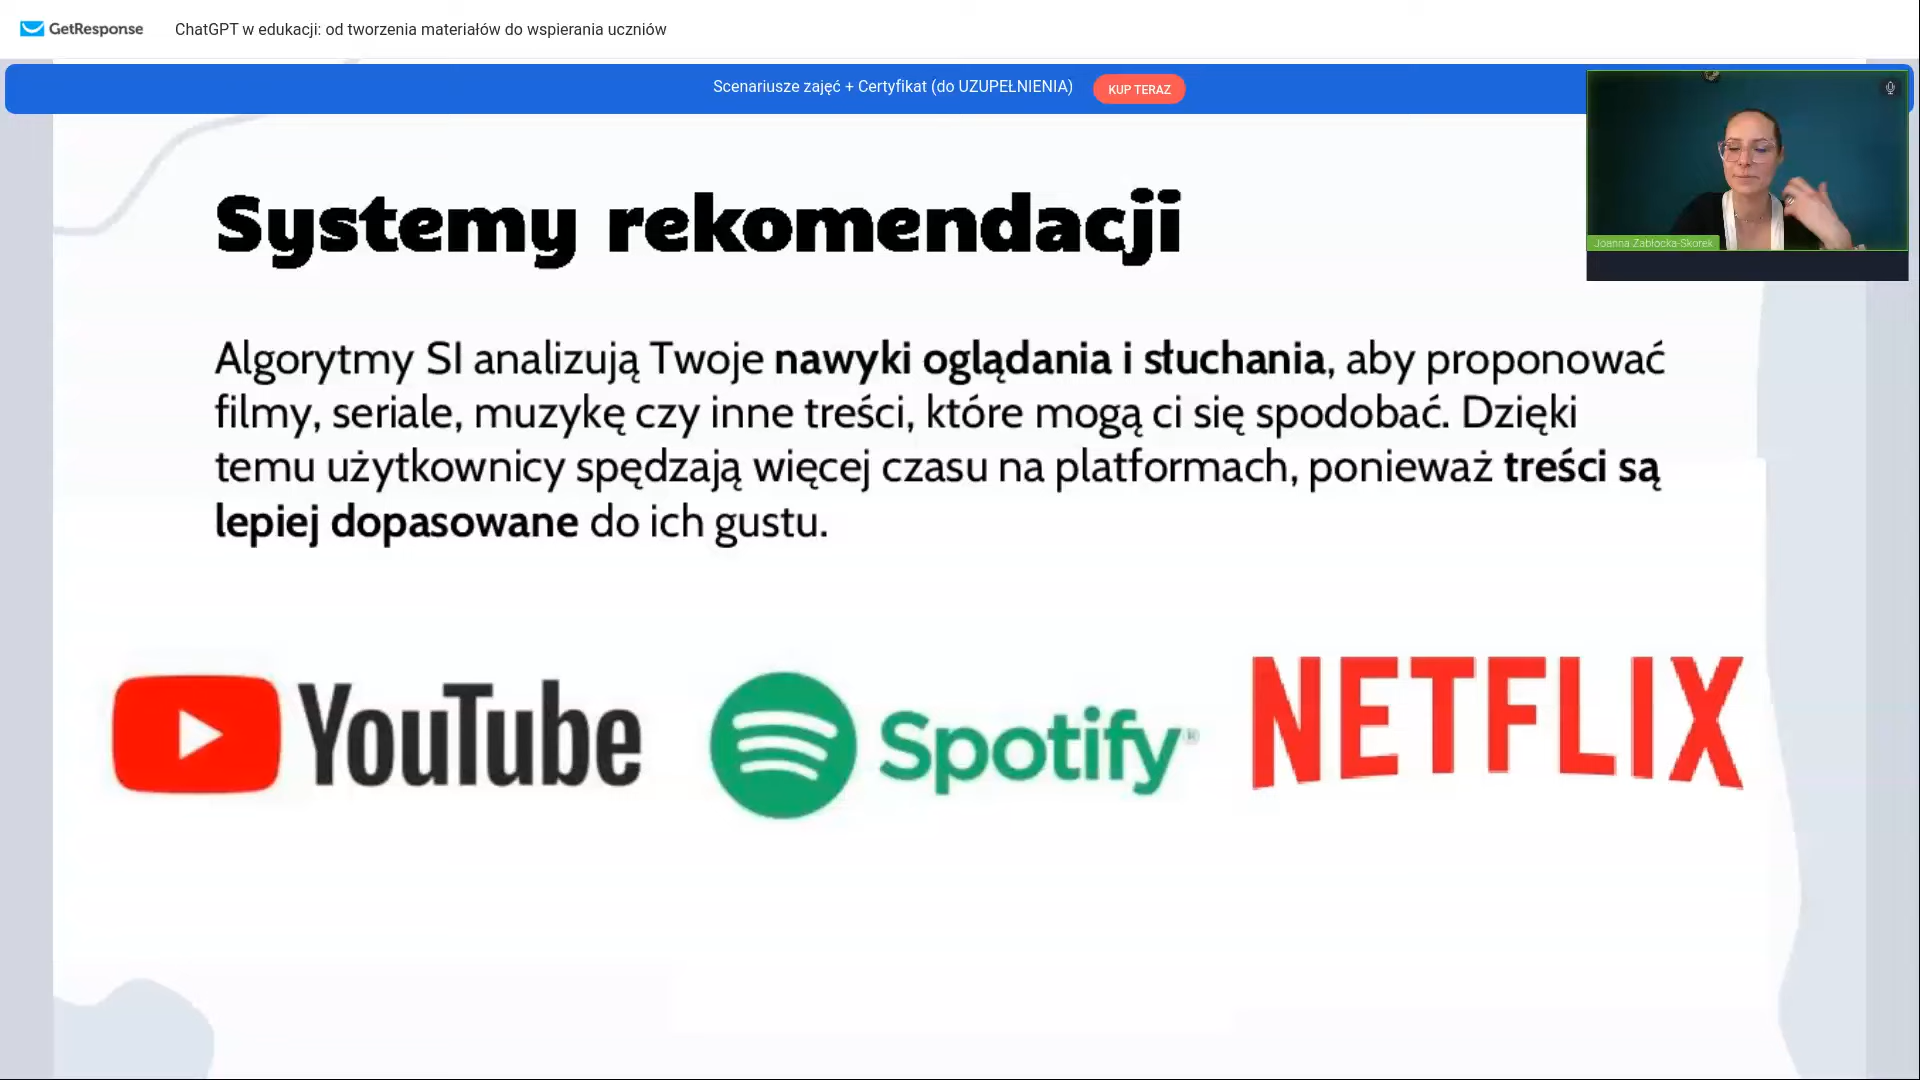 GetResponse
ChatGPT w edukacji: od tworzenia materiałów do wspierania uczniów
Scenariusze zajęć + Certyfikat (do UZUPEŁNIENIA)
KUP TERAZ
Joanna Zabłocka-Skorek
Systemy rekomendacji
Algorytmy SI analizują Twoje nawyki oglądania i słuchania, aby proponować
filmy, seriale, muzykę czy inne treści, które mogą ci się spodobać. Dzięki
temu użytkownicy spędzają więcej czasu na platformach, ponieważ treści są
lepiej dopasowane do ich gustu.
YouTube
Spotify®
NETFLIX